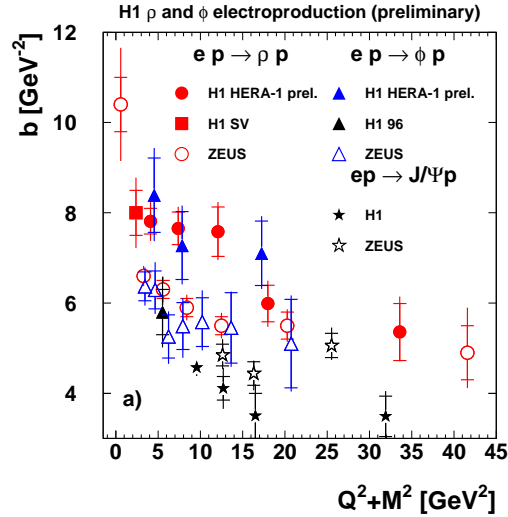 H1 ρ and ϕ electroproduction (preliminary)
b [GeV⁻²]
12
10
8
6
4
e p → ρ p
H1 HERA-1 prel.
H1 SV
ZEUS
e p → ϕ p
H1 HERA-1 prel.
H1 96
ZEUS
ep → J/Ψp
H1
ZEUS
a)
0 5 10 15 20 25 30 35 40 45
Q²+M² [GeV²]